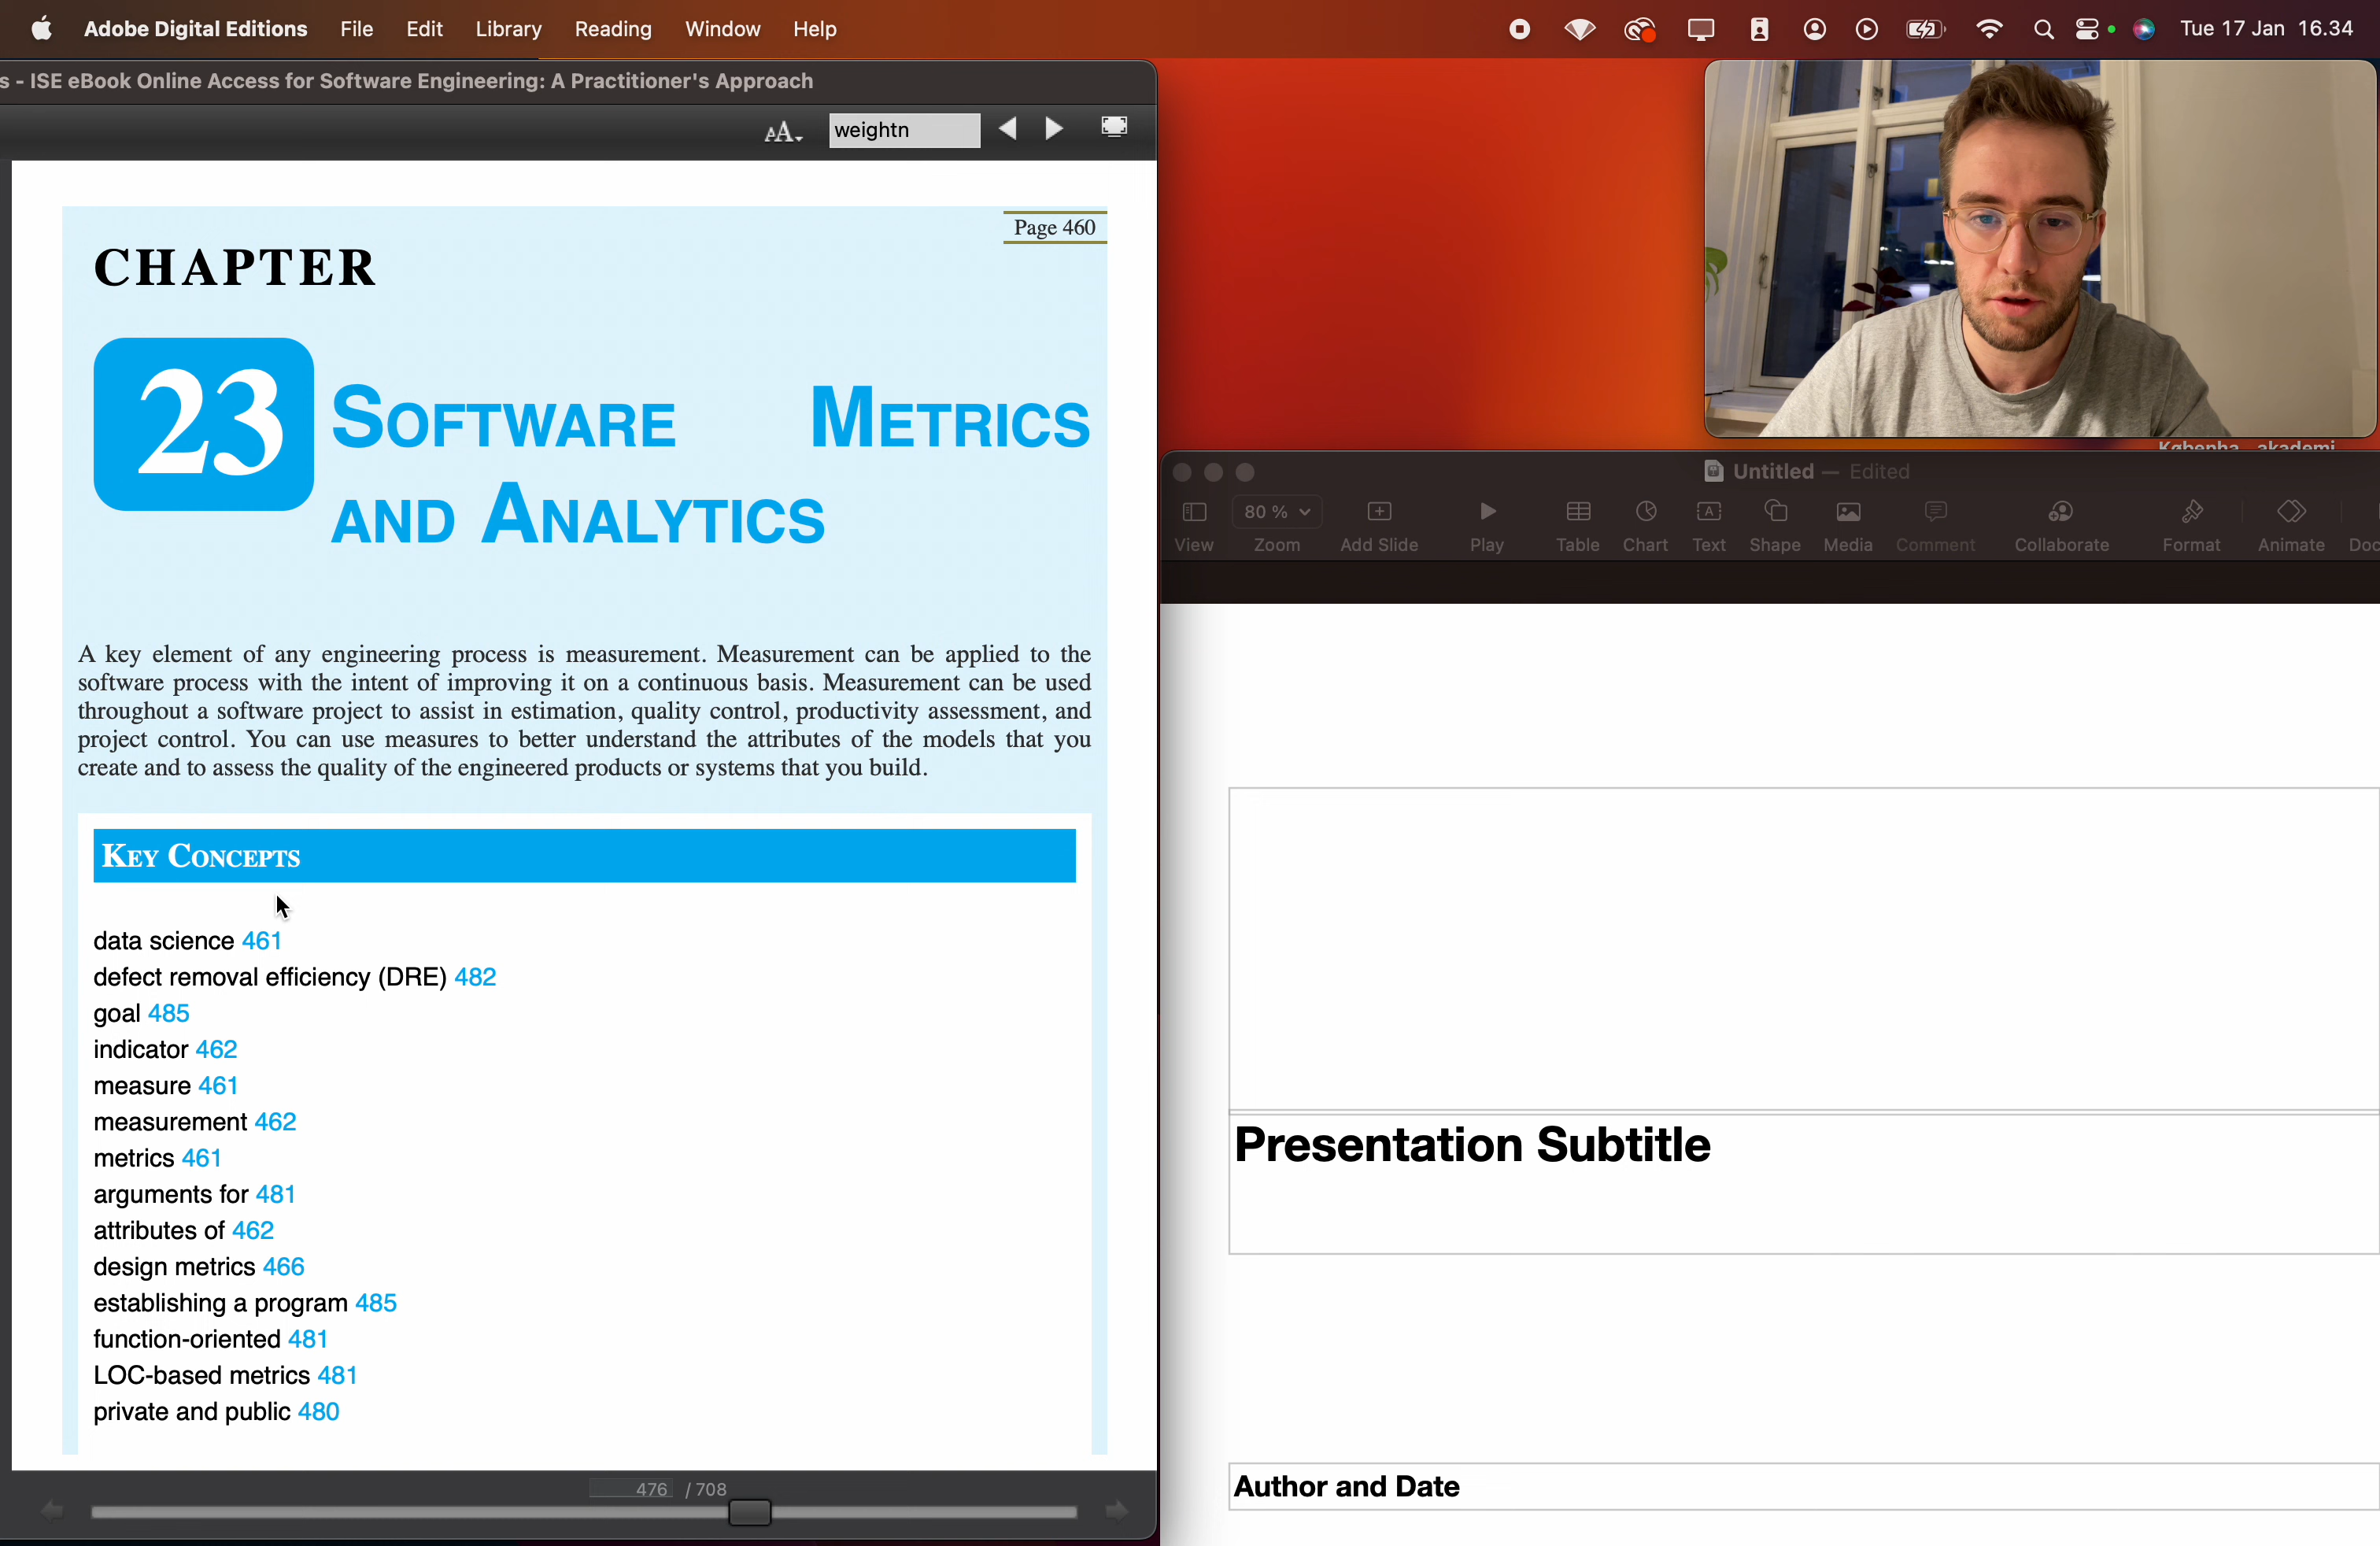 Adobe Digital Editions File Edit Library Reading Window Help Tue 17 Jan 16.34
s - ISE eBook Online Access for Software Engineering: A Practitioner's Approach
AA weightn
Page 460
CHAPTER
23 SOFTWARE METRICS
AND ANALYTICS
A key element of any engineering process is measurement. Measurement can be applied to the
software process with the intent of improving it on a continuous basis. Measurement can be used
throughout a software project to assist in estimation, quality control, productivity assessment, and
project control. You can use measures to better understand the attributes of the models that you
create and to assess the quality of the engineered products or systems that you build.
KEY CONCEPTS
data science 461
defect removal efficiency (DRE) 482
goal 485
indicator 462
measure 461
measurement 462
metrics 461
arguments for 481
attributes of 462
design metrics 466
establishing a program 485
function-oriented 481
LOC-based metrics 481
private and public 480
476 / 708
Untitled — Edited
80 %
View Zoom Add Slide Play Table Chart Text Shape Media Comment Collaborate Format Animate Doc
Presentation Subtitle
Author and Date